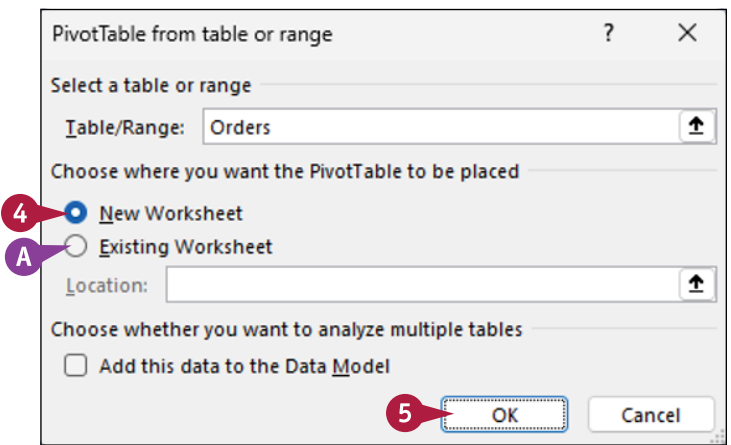 PivotTable from table or range ?
Select a table or range
Table/Range: Orders
Choose where you want the PivotTable to be placed
4 New Worksheet
A Existing Worksheet
Location:
Choose whether you want to analyze multiple tables
Add this data to the Data Model
5 OK Cancel